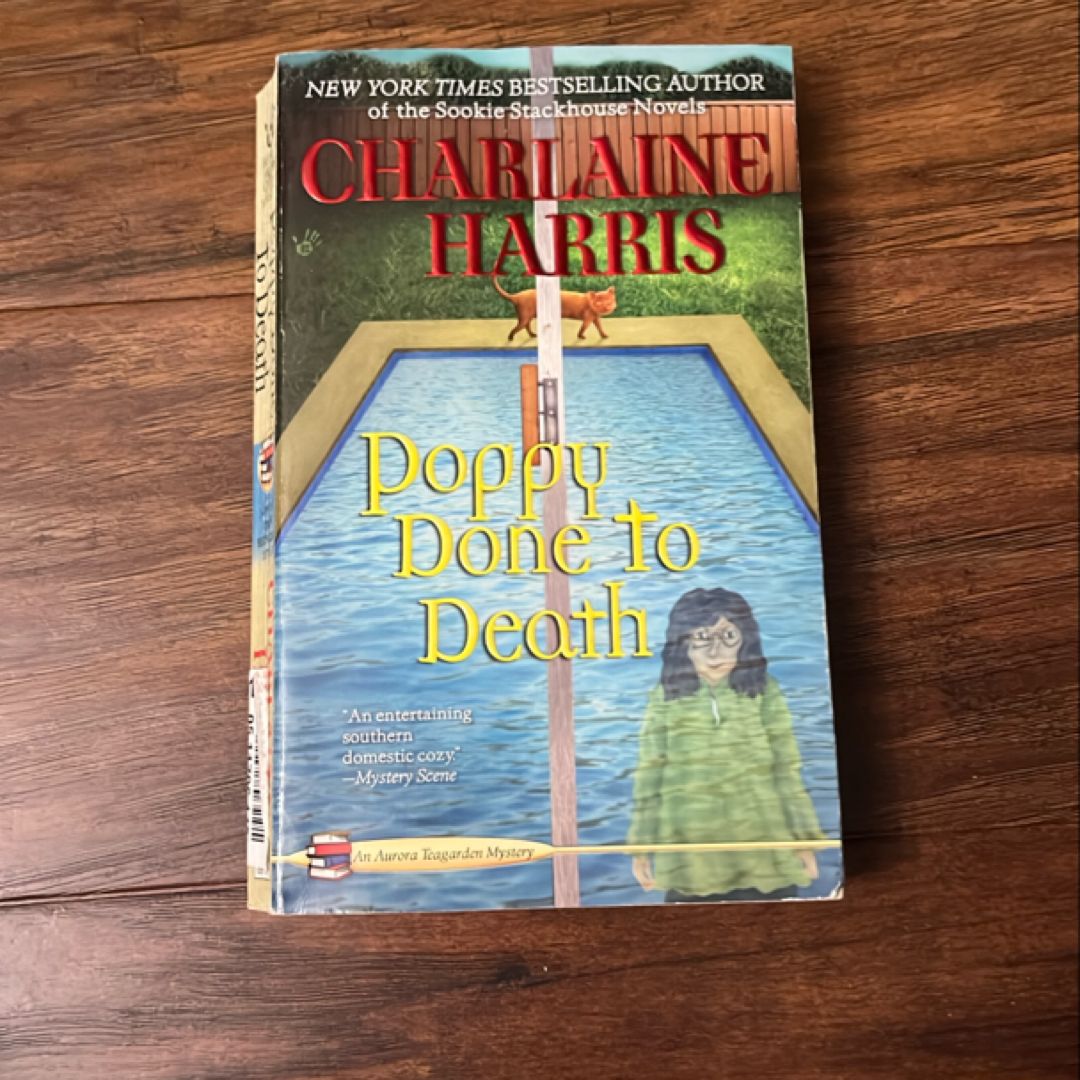 NEW YORK TIMES BESTSELLING AUTHOR
of the Sookie Stackhouse Novels
CHARLAINE
HARRIS
Poppy
Done to
Death
"An entertaining
southern
domestic cozy."
—Mystery Scene
An Aurora Teagarden Mystery
To Death